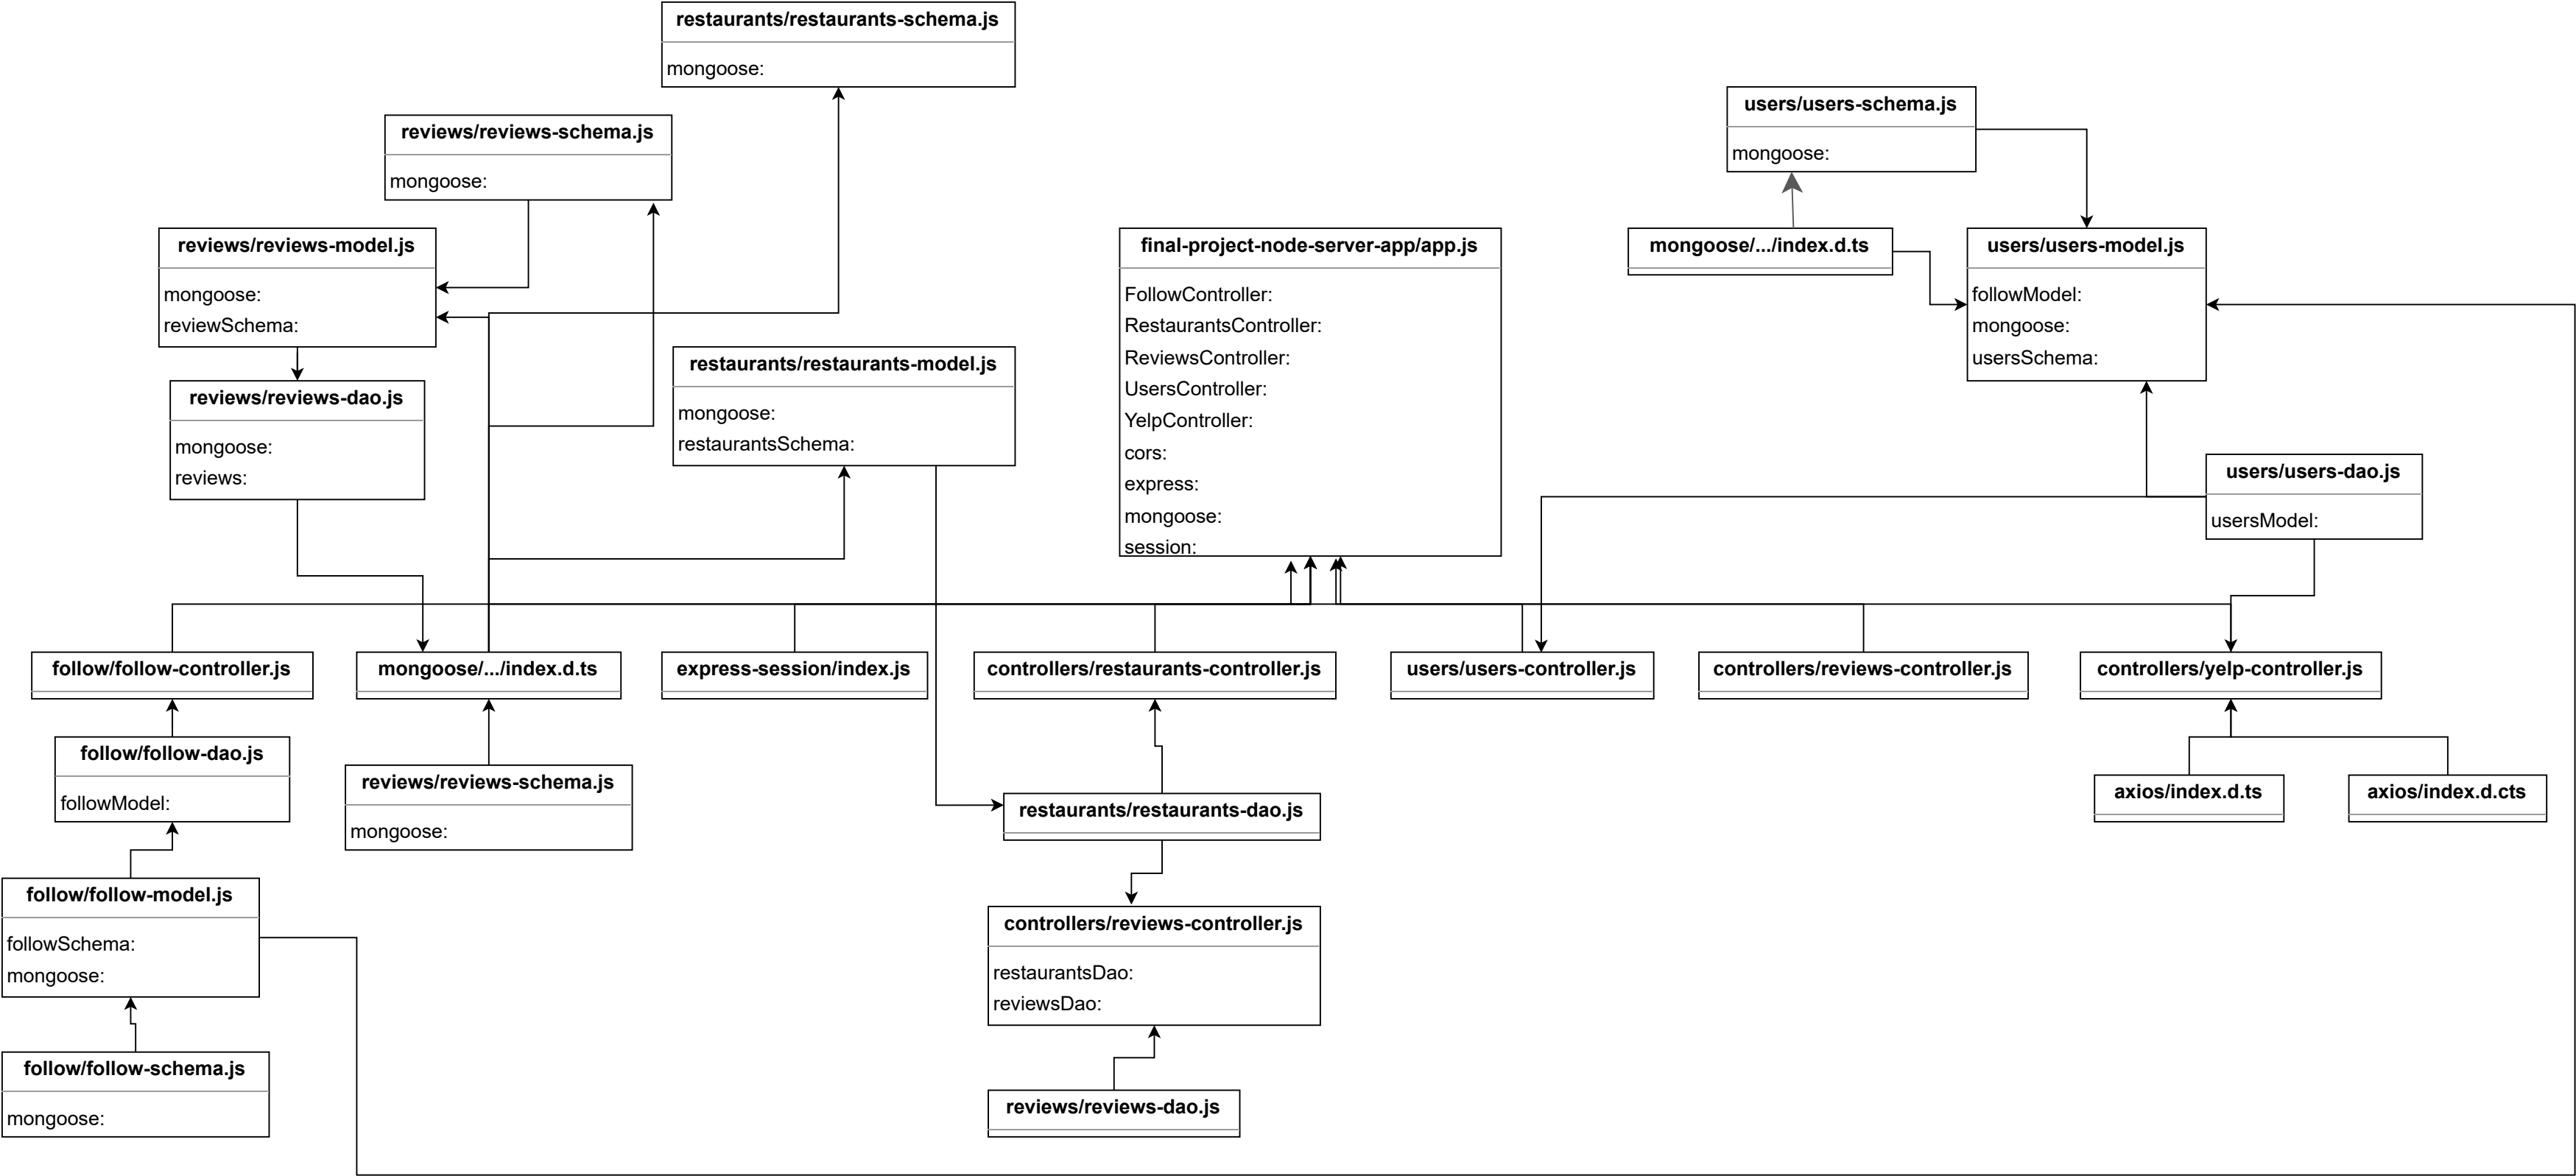 restaurants/restaurants-schema.js
mongoose:
reviews/reviews-schema.js
mongoose:
users/users-schema.js
mongoose:
reviews/reviews-model.js
mongoose:
reviewSchema:
final-project-node-server-app/app.js
FollowController:
RestaurantsController:
ReviewsController:
UsersController:
YelpController:
cors:
express:
mongoose:
session:
mongoose/.../index.d.ts
users/users-model.js
followModel:
mongoose:
usersSchema:
restaurants/restaurants-model.js
mongoose:
restaurantsSchema:
reviews/reviews-dao.js
mongoose:
reviews:
users/users-dao.js
usersModel:
follow/follow-controller.js
mongoose/.../index.d.ts
express-session/index.js
controllers/restaurants-controller.js
users/users-controller.js
controllers/reviews-controller.js
controllers/yelp-controller.js
follow/follow-dao.js
followModel:
reviews/reviews-schema.js
mongoose:
restaurants/restaurants-dao.js
axios/index.d.ts
axios/index.d.cts
follow/follow-model.js
followSchema:
mongoose:
controllers/reviews-controller.js
restaurantsDao:
reviewsDao:
follow/follow-schema.js
mongoose:
reviews/reviews-dao.js